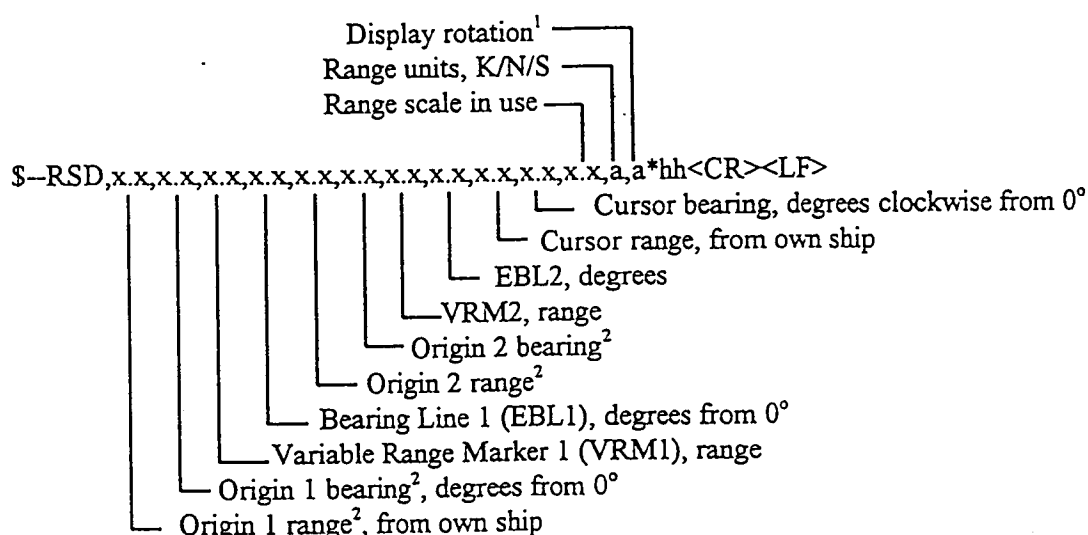 Display rotation¹
Range units, K/N/S
Range scale in use
$--RSD,x.x,x.x,x.x,x.x,x.x,x.x,x.x,x.x,x.x,x.x,x.x,a,a*hh<CR><LF>
Cursor bearing, degrees clockwise from 0°
Cursor range, from own ship
EBL2, degrees
VRM2, range
Origin 2 bearing²
Origin 2 range²
Bearing Line 1 (EBL1), degrees from 0°
Variable Range Marker 1 (VRM1), range
Origin 1 bearing², degrees from 0°
Origin 1 range², from own ship